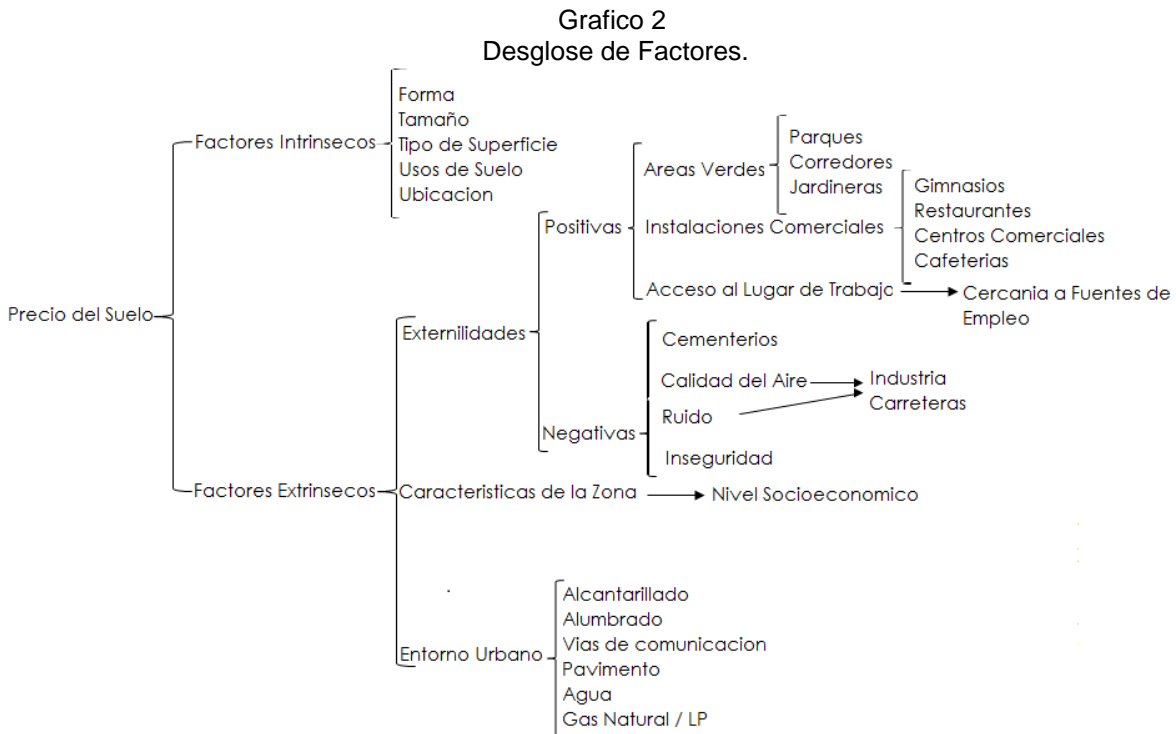 Grafico 2
Desglose de Factores.
Precio del Suelo
Factores Intrinsecos
Forma
Tamaño
Tipo de Superficie
Usos de Suelo
Ubicacion
Factores Extrinsecos
Externilidades
Positivas
Areas Verdes
Parques
Corredores
Jardineras
Instalaciones Comerciales
Gimnasios
Restaurantes
Centros Comerciales
Cafeterias
Acceso al Lugar de Trabajo
Cercania a Fuentes de
Empleo
Negativas
Cementerios
Calidad del Aire
Ruido
Industria
Carreteras
Inseguridad
Caracteristicas de la Zona
Nivel Socioeconomico
Entorno Urbano
Alcantarillado
Alumbrado
Vias de comunicacion
Pavimento
Agua
Gas Natural / LP